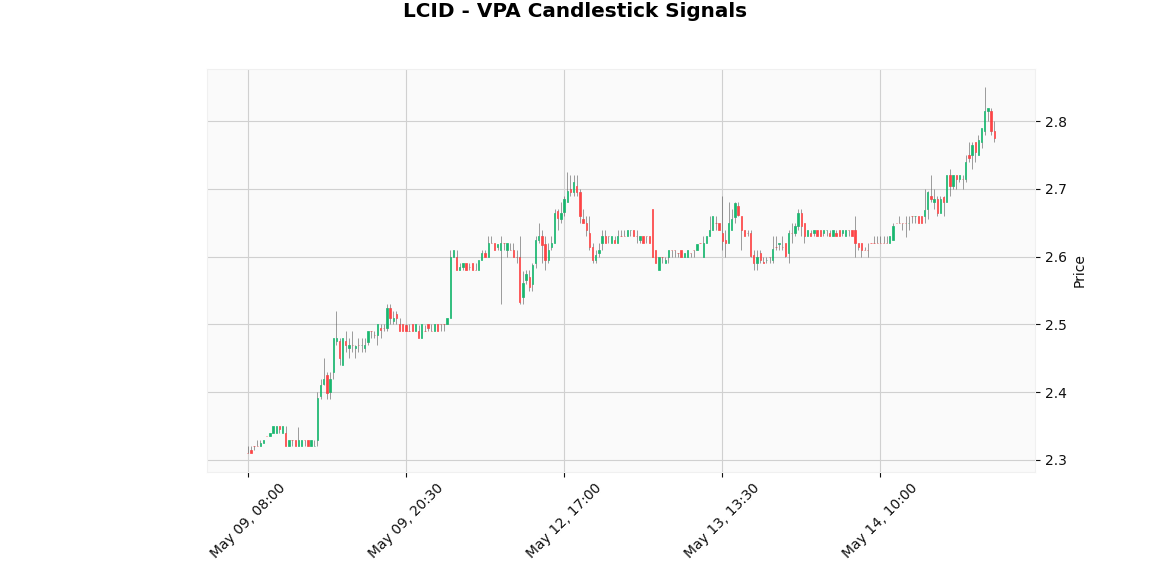 LCID - VPA Candlestick Signals
2.8
2.7
2.6
2.5
2.4
2.3
Price
May 09, 08:00
May 09, 20:30
May 12, 17:00
May 13, 13:30
May 14, 10:00